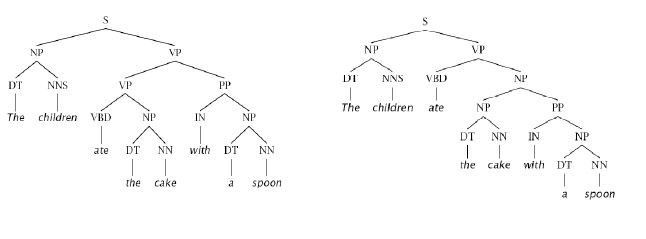 S
NP VP
DT NNS VP PP
The children VBD NP IN NP
ate DT NN with DT NN
the cake a spoon
S
NP VP
DT NNS VBD NP
The children ate NP PP
DT NN IN NP
the cake with DT NN
a spoon